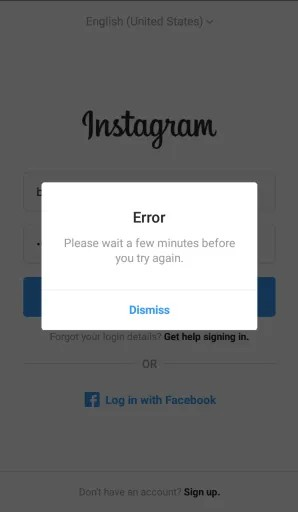 English (United States)
Instagram
b
Error
Please wait a few minutes before
you try again.
Dismiss
Forgot your login details? Get help signing in.
OR
Log in with Facebook
Don't have an account? Sign up.